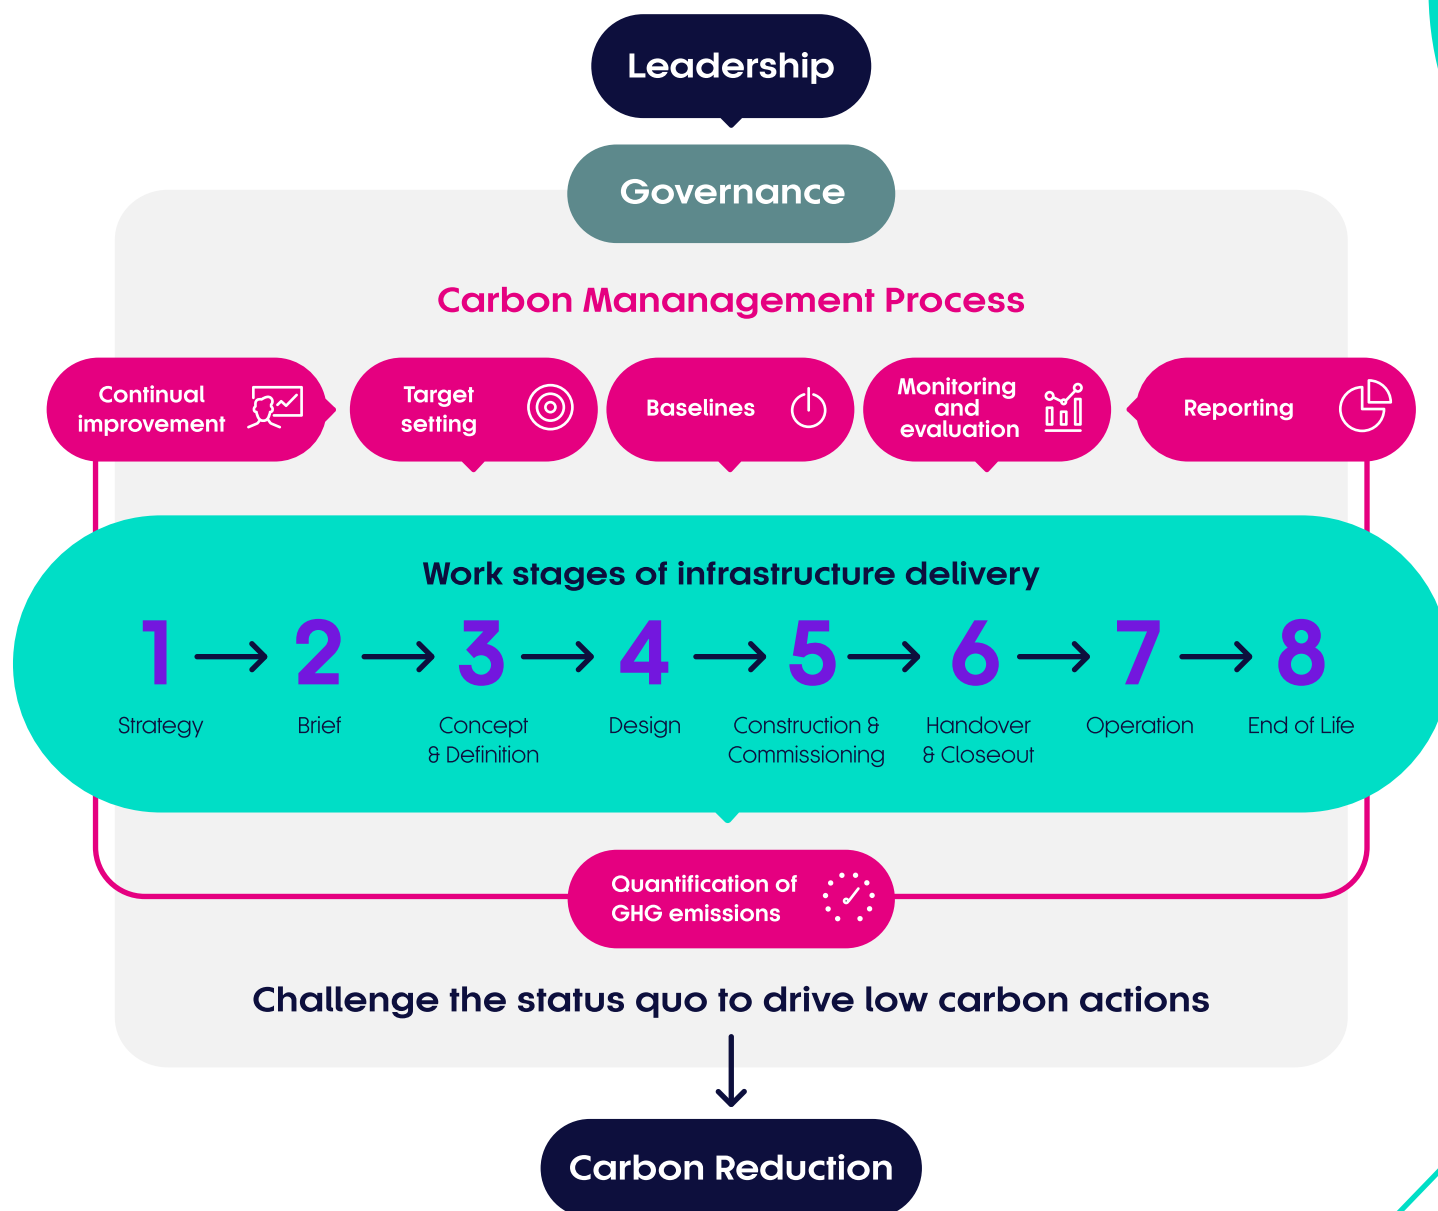 Leadership
Governance
Carbon Mananagement Process
Continual
improvement
Target
setting
Baselines
Monitoring
and
evaluation
Reporting
Work stages of infrastructure delivery
1
2
3
4
5
6
7
8
Strategy
Brief
Concept
& Definition
Design
Construction &
Commissioning
Handover
& Closeout
Operation
End of Life
Quantification of
GHG emissions
Challenge the status quo to drive low carbon actions
Carbon Reduction